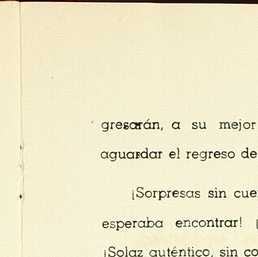 gresarán, a su mejor
aguardar el regreso de
¡Sorpresas sin cue
esperaba encontrar! ¡
¡Solaz auténtico, sin co